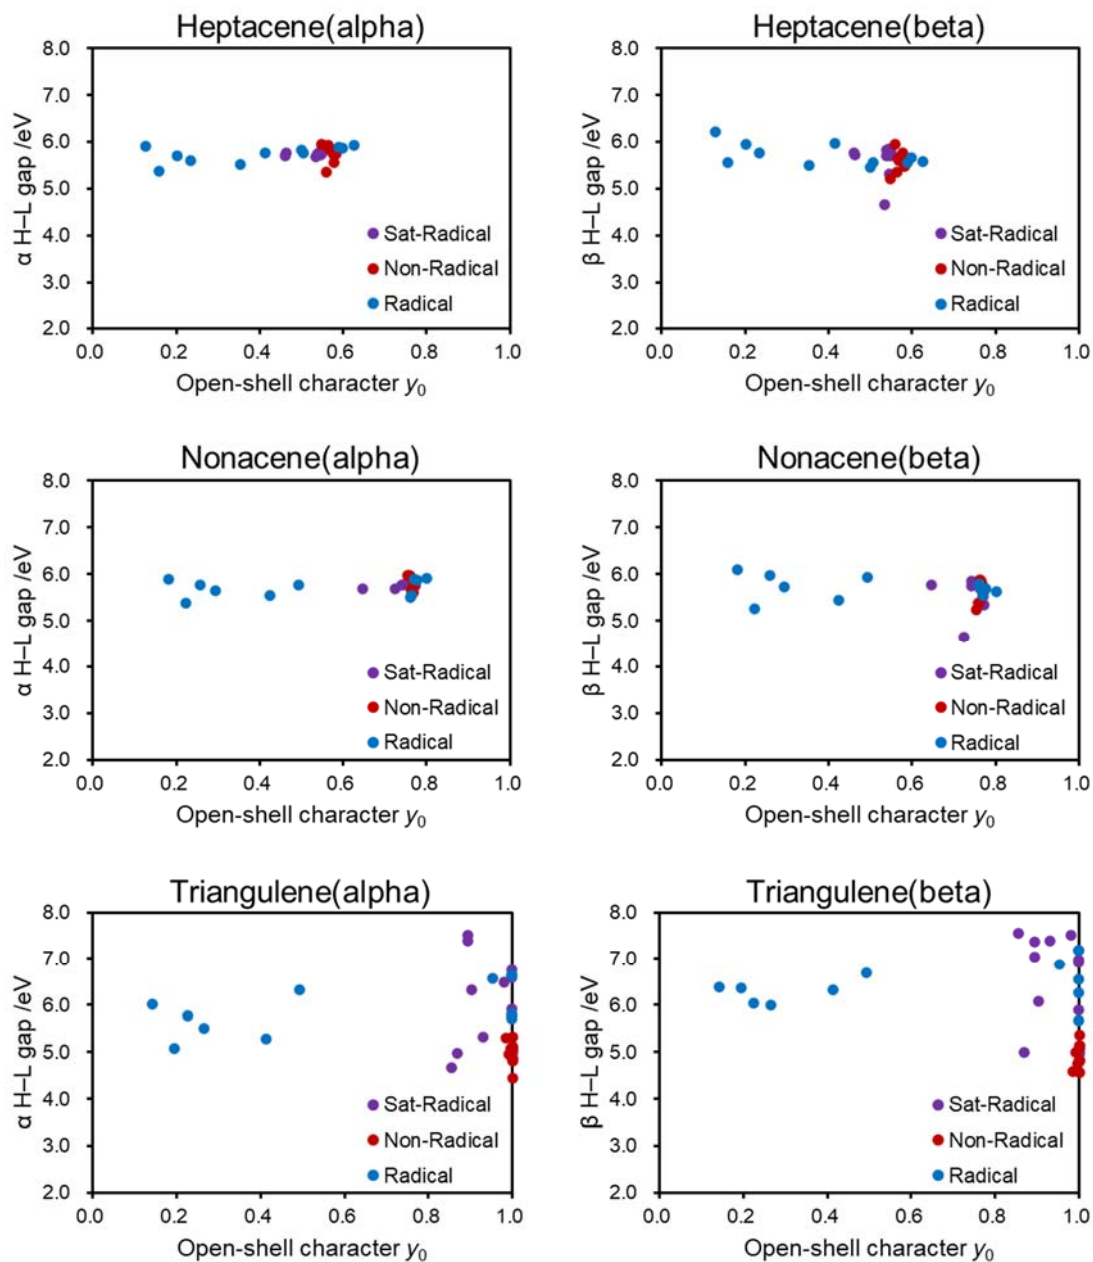 Heptacene(alpha)
8.0
7.0
6.0
5.0
4.0
3.0
2.0
α H–L gap /eV
Sat-Radical
Non-Radical
Radical
0.0 0.2 0.4 0.6 0.8 1.0
Open-shell character y₀
Heptacene(beta)
8.0
7.0
6.0
5.0
4.0
3.0
2.0
β H–L gap /eV
Sat-Radical
Non-Radical
Radical
0.0 0.2 0.4 0.6 0.8 1.0
Open-shell character y₀
Nonacene(alpha)
8.0
7.0
6.0
5.0
4.0
3.0
2.0
α H–L gap /eV
Sat-Radical
Non-Radical
Radical
0.0 0.2 0.4 0.6 0.8 1.0
Open-shell character y₀
Nonacene(beta)
8.0
7.0
6.0
5.0
4.0
3.0
2.0
β H–L gap /eV
Sat-Radical
Non-Radical
Radical
0.0 0.2 0.4 0.6 0.8 1.0
Open-shell character y₀
Triangulene(alpha)
8.0
7.0
6.0
5.0
4.0
3.0
2.0
α H–L gap /eV
Sat-Radical
Non-Radical
Radical
0.0 0.2 0.4 0.6 0.8 1.0
Open-shell character y₀
Triangulene(beta)
8.0
7.0
6.0
5.0
4.0
3.0
2.0
β H–L gap /eV
Sat-Radical
Non-Radical
Radical
0.0 0.2 0.4 0.6 0.8 1.0
Open-shell character y₀